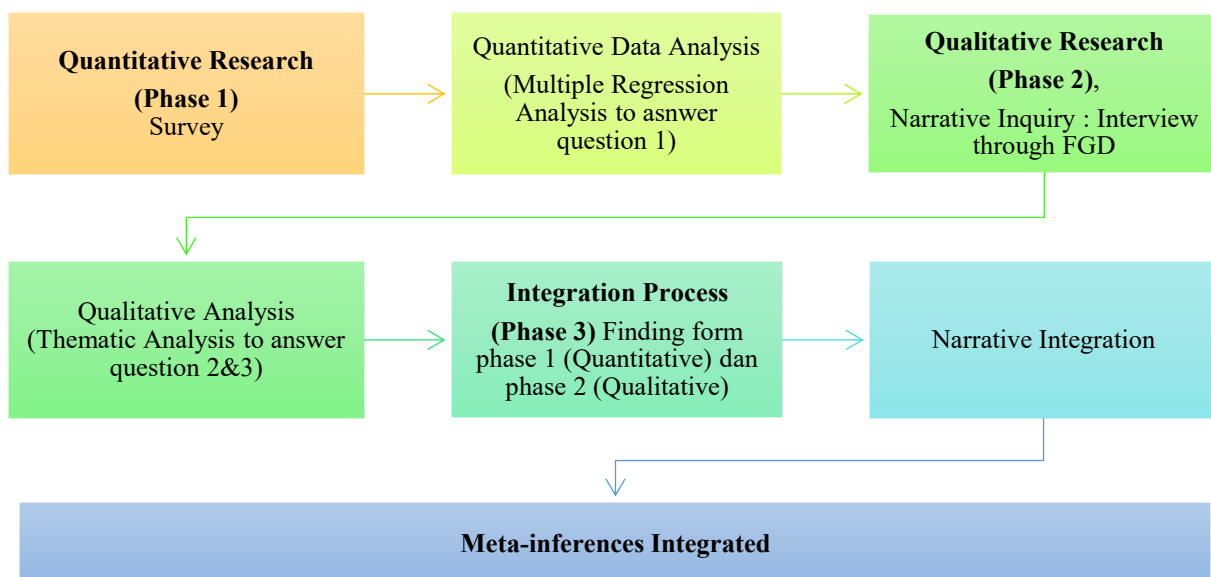 Quantitative Research
(Phase 1)
Survey
Quantitative Data Analysis
(Multiple Regression
Analysis to asnwer
question 1)
Qualitative Research
(Phase 2),
Narrative Inquiry : Interview
through FGD
Qualitative Analysis
(Thematic Analysis to answer
question 2&3)
Integration Process
(Phase 3) Finding form
phase 1 (Quantitative) dan
phase 2 (Qualitative)
Narrative Integration
Meta-inferences Integrated